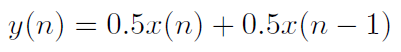 y(n) = 0.5x(n) + 0.5x(n − 1)